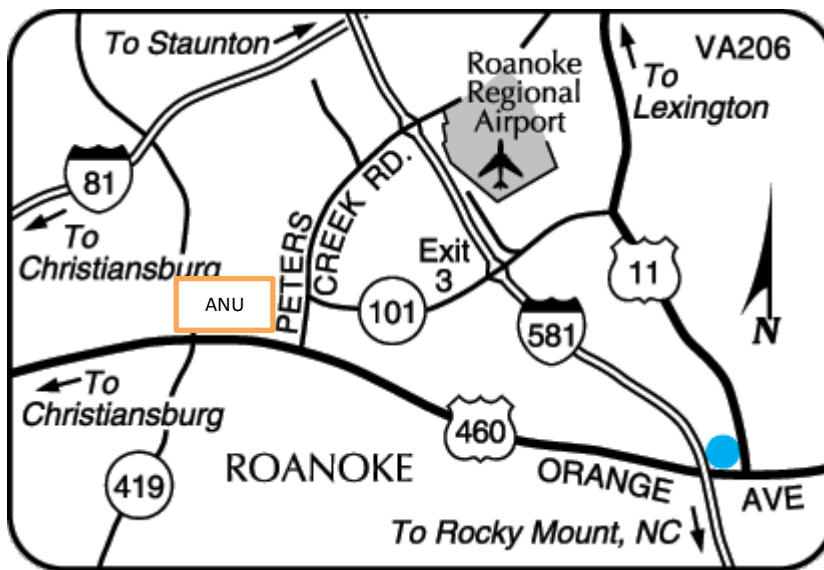 To Staunton
VA206
Roanoke
Regional
Airport
To
Lexington
81
To
Christiansburg
PETERS
CREEK RD.
Exit
3
11
ANU
101
581
N
To
Christiansburg
460
ROANOKE
ORANGE
AVE
419
To Rocky Mount, NC